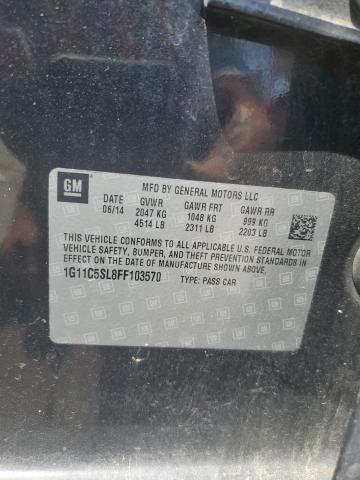 GM
MFD BY GENERAL MOTORS LLC
DATE GVWR GAWR FRT GAWR RR
06/14 2047 KG 1048 KG 999 KG
4514 LB 2311 LB 2203 LB
THIS VEHICLE CONFORMS TO ALL APPLICABLE U.S. FEDERAL MOTOR
VEHICLE SAFETY, BUMPER, AND THEFT PREVENTION STANDARDS IN
EFFECT ON THE DATE OF MANUFACTURE SHOWN ABOVE.
1G11C5SL8FF103570 TYPE: PASS CAR